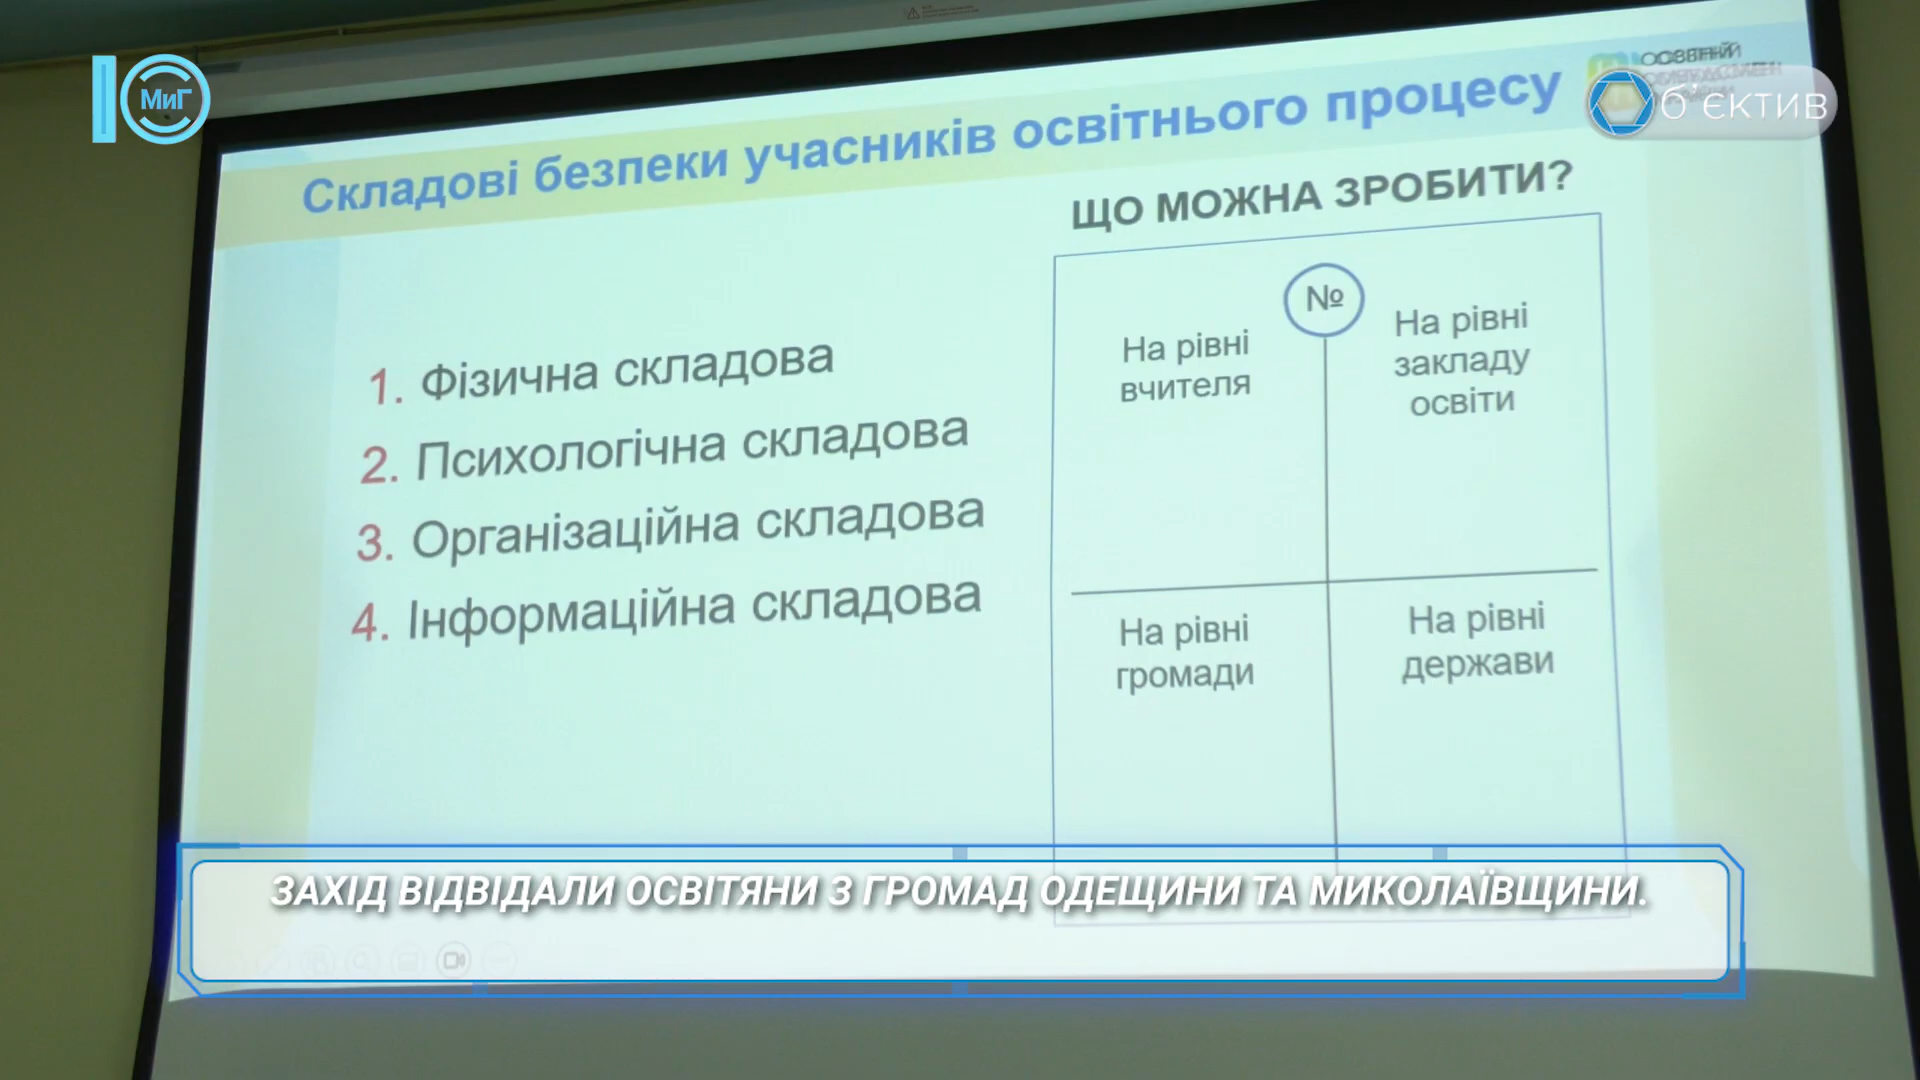 МиГ
об'єктив
ОСВІТНІЙ
Складові безпеки учасників освітнього процесу
ЩО МОЖНА ЗРОБИТИ?
1. Фізична складова
2. Психологічна складова
3. Організаційна складова
4. Інформаційна складова
№
На рівні
вчителя
На рівні
закладу
освіти
На рівні
громади
На рівні
держави
ЗАХІД ВІДВІДАЛИ ОСВІТЯНИ З ГРОМАД ОДЕЩИНИ ТА МИКОЛАЇВЩИНИ.